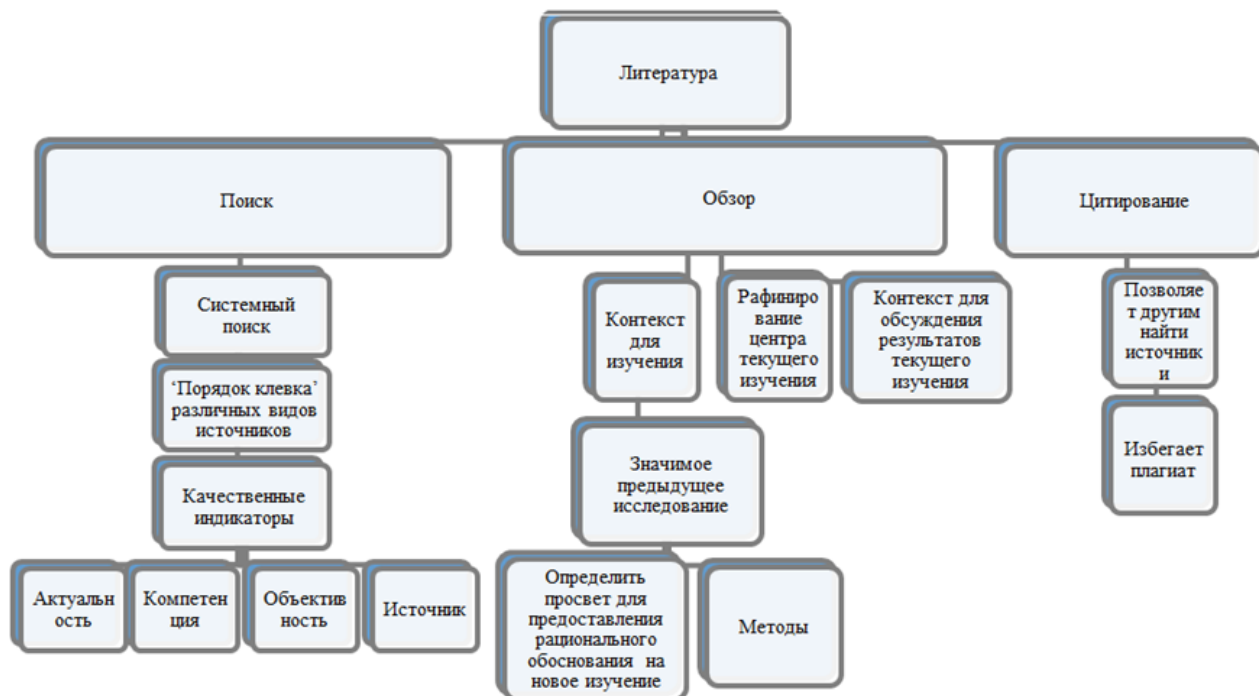 Литература
Поиск
Обзор
Цитирование
Системный
поиск
‘Порядок клевка’
различных видов
источников
Качественные
индикаторы
Актуальн
ость
Компетен
ция
Объектив
ность
Источник
Контекст
для
изучения
Рафиниро
вание
центра
текущего
изучения
Контекст для
обсуждения
результатов
текущего
изучения
Значимое
предыдущее
исследование
Определить
просвет для
предоставления
рационального
обоснования на
новое изучение
Методы
Позволяе
т другим
найти
источник
и
Избегает
плагиат